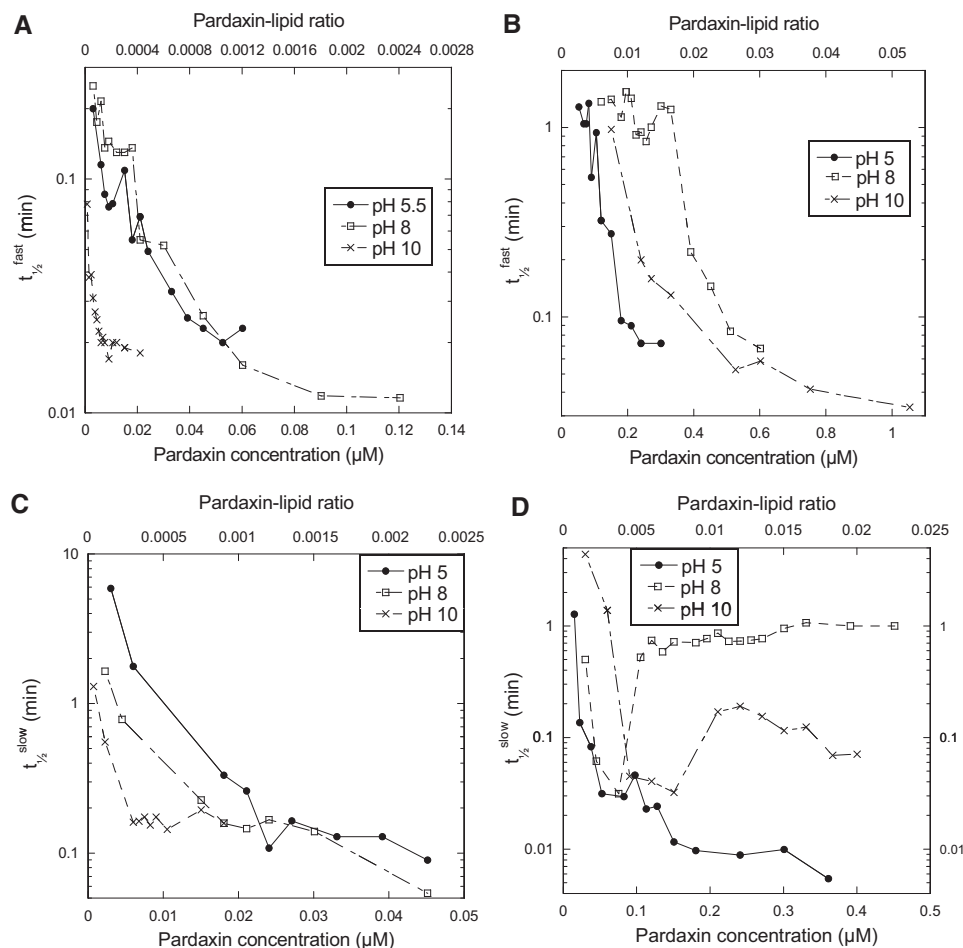 A
Pardaxin-lipid ratio
0 0.0004 0.0008 0.0012 0.0016 0.002 0.0024 0.0028
0.1
0.01
t½ fast (min)
pH 5.5
pH 8
pH 10
0 0.02 0.04 0.06 0.08 0.1 0.12 0.14
Pardaxin concentration (µM)
B
Pardaxin-lipid ratio
0 0.01 0.02 0.03 0.04 0.05
1
0.1
t½ fast (min)
pH 5
pH 8
pH 10
0 0.2 0.4 0.6 0.8 1
Pardaxin concentration (µM)
C
Pardaxin-lipid ratio
0 0.0005 0.001 0.0015 0.002 0.0025
10
1
0.1
t½ slow (min)
pH 5
pH 8
pH 10
0 0.01 0.02 0.03 0.04 0.05
Pardaxin concentration (µM)
D
Pardaxin-lipid ratio
0 0.005 0.01 0.015 0.02 0.025
1 1
0.1 0.1
0.01 0.01
t½ slow (min)
pH 5
pH 8
pH 10
0 0.1 0.2 0.3 0.4 0.5
Pardaxin concentration (µM)